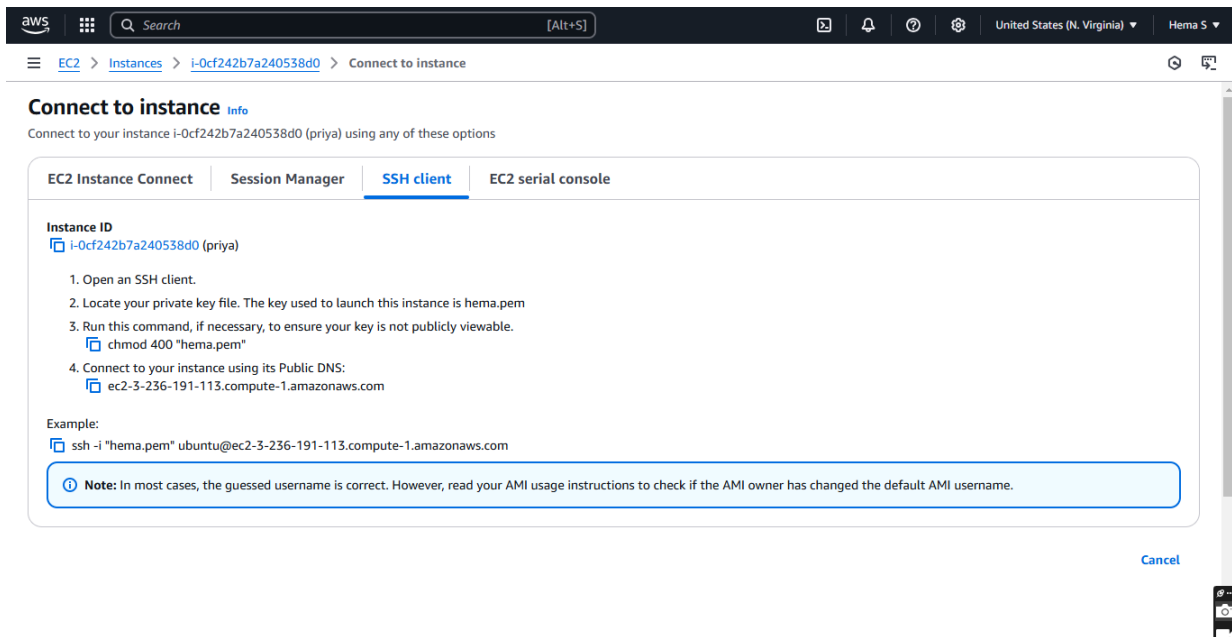 aws
Search [Alt+S]
United States (N. Virginia) ▼
Hema S ▼
EC2 > Instances > i-0cf242b7a240538d0 > Connect to instance
Connect to instance Info
Connect to your instance i-0cf242b7a240538d0 (priya) using any of these options
EC2 Instance Connect
Session Manager
SSH client
EC2 serial console
Instance ID
i-0cf242b7a240538d0 (priya)
1. Open an SSH client.
2. Locate your private key file. The key used to launch this instance is hema.pem
3. Run this command, if necessary, to ensure your key is not publicly viewable.
chmod 400 "hema.pem"
4. Connect to your instance using its Public DNS:
ec2-3-236-191-113.compute-1.amazonaws.com
Example:
ssh -i "hema.pem" ubuntu@ec2-3-236-191-113.compute-1.amazonaws.com
Note: In most cases, the guessed username is correct. However, read your AMI usage instructions to check if the AMI owner has changed the default AMI username.
Cancel